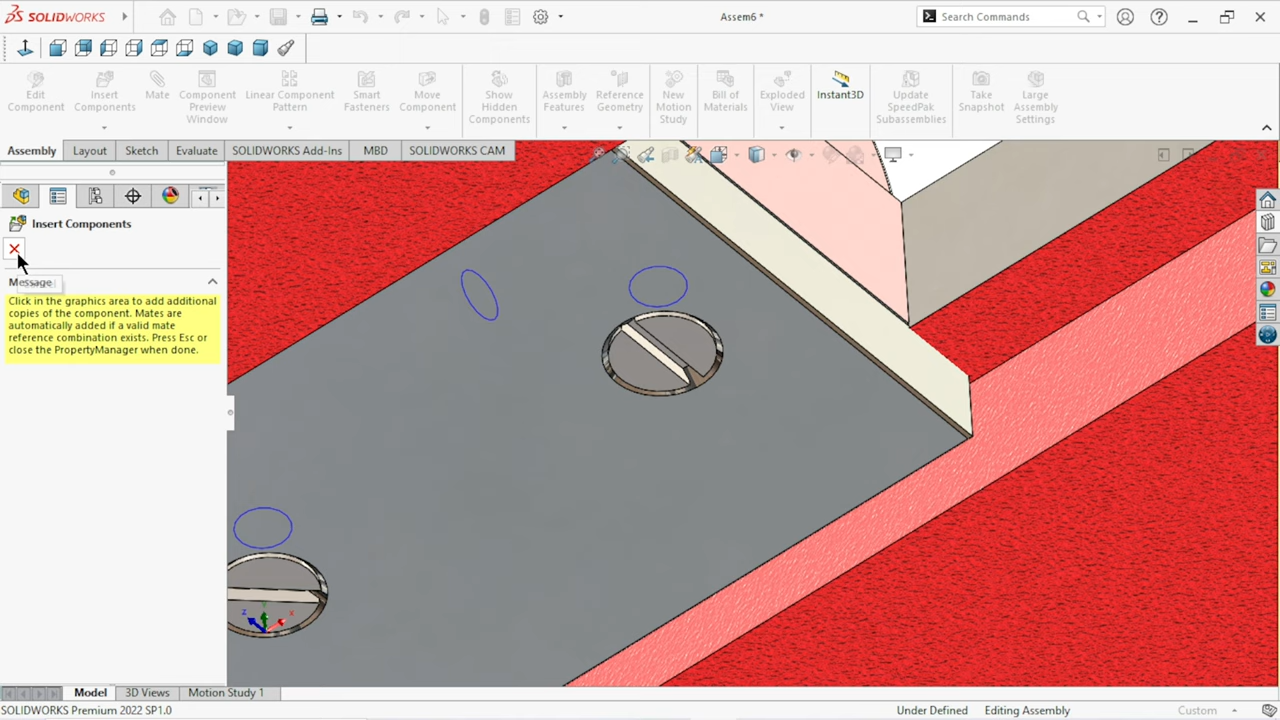 SOLIDWORKS
Assem6 *
Search Commands
Edit Component
Insert Components
Mate
Component Preview Window
Linear Component Pattern
Smart Fasteners
Move Component
Show Hidden Components
Assembly Features
Reference Geometry
New Motion Study
Bill of Materials
Exploded View
Instant3D
Update SpeedPak Subassemblies
Take Snapshot
Large Assembly Settings
Assembly
Layout
Sketch
Evaluate
SOLIDWORKS Add-Ins
MBD
SOLIDWORKS CAM
Insert Components
Message
Click in the graphics area to add additional
copies of the component. Mates are
automatically added if a valid mate
reference combination exists. Press Esc or
close the PropertyManager when done.
Z
Y
X
Model
3D Views
Motion Study 1
SOLIDWORKS Premium 2022 SP1.0
Under Defined
Editing Assembly
Custom